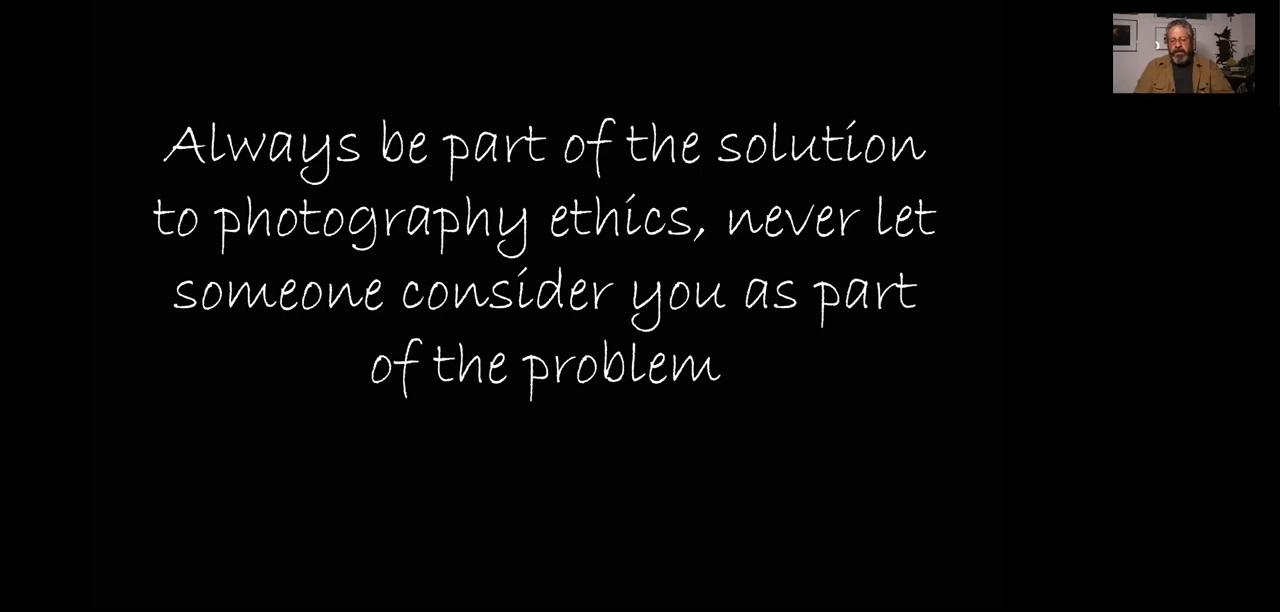 Always be part of the solution
to photography ethics, never let
someone consider you as part
of the problem